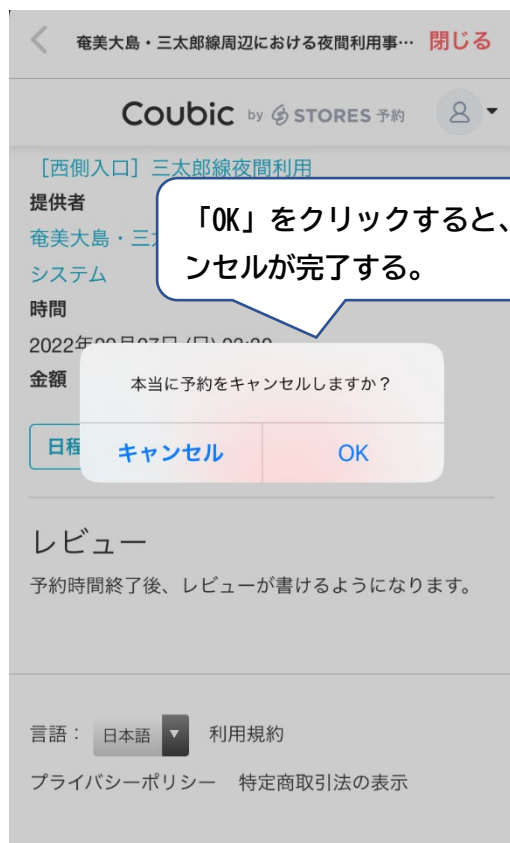 奄美大島・三太郎線周辺における夜間利用事… 閉じる
Coubic by STORES 予約
［西側入口］三太郎線夜間利用
提供者
「OK」をクリックすると、
奄美大島・三
ンセルが完了する。
システム
時間
2022年
金額
本当に予約をキャンセルしますか？
日程
キャンセル OK
レビュー
予約時間終了後、レビューが書けるようになります。
言語： 日本語 利用規約
プライバシーポリシー 特定商取引法の表示